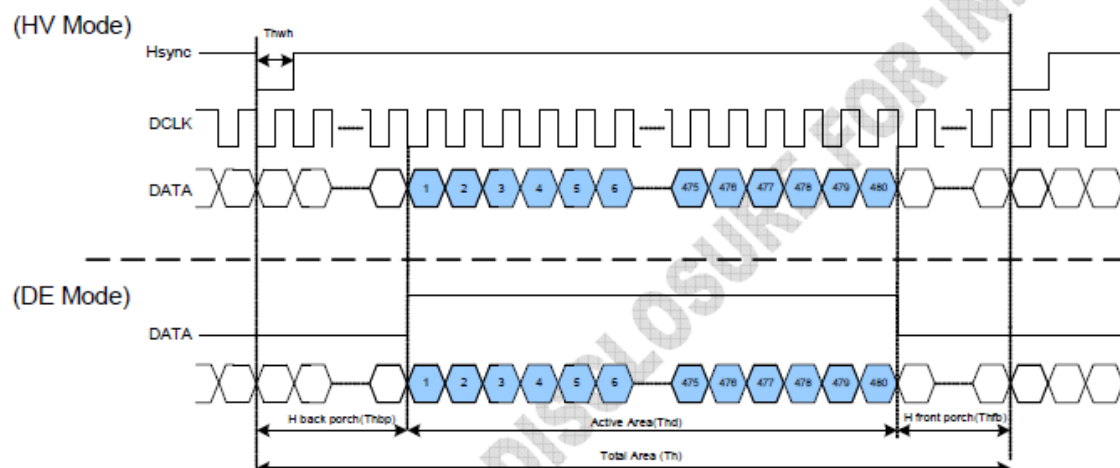 (HV Mode)
Thwh
Hsync
DCLK
DATA
1 2 3 4 5 6 475 476 477 478 479 480
(DE Mode)
DATA
1 2 3 4 5 6 475 476 477 478 479 480
H back porch(Thbp) Active Area(Thd) H front porch(Thfb)
Total Area (Th)
DISCLOSURE FOR